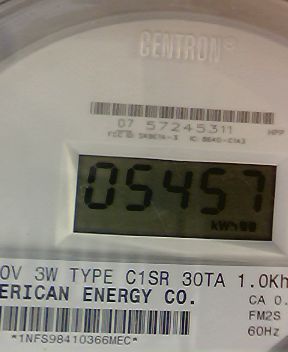 CENTRON®
07 57245311
05457
kWh
0V 3W TYPE C1SR 30TA 1.0Kh
ERICAN ENERGY CO.
CA 0.
FM2S
60Hz
*1NFS98410366MEC*